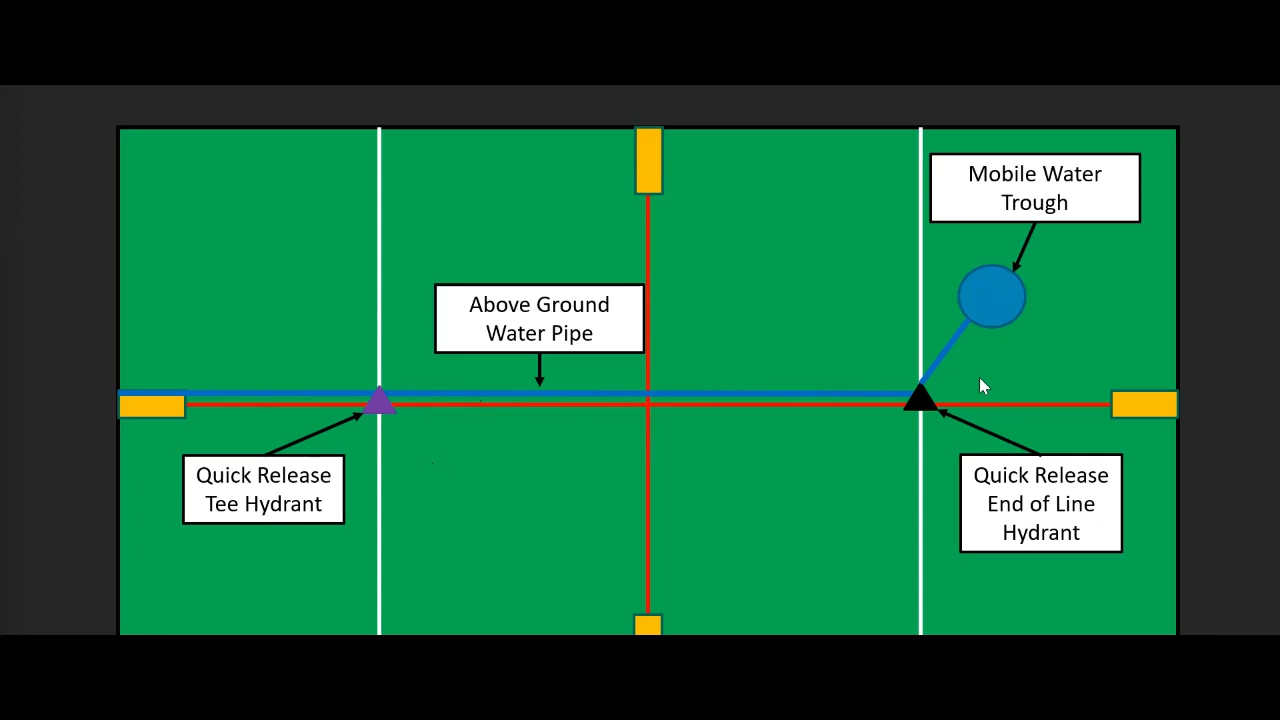 Mobile Water
Trough
Above Ground
Water Pipe
Quick Release
Tee Hydrant
Quick Release
End of Line
Hydrant